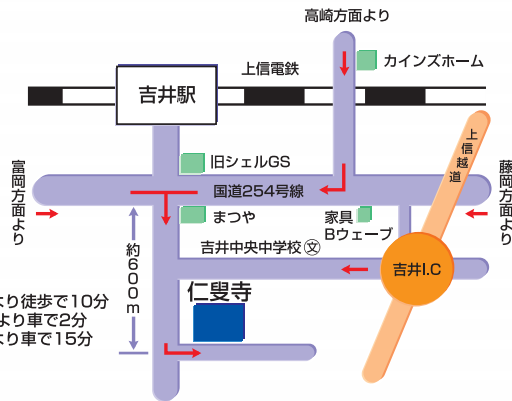 高崎方面より
上信電鉄
カインズホーム
吉井駅
上信越道
旧シェルGS
富岡方面より
国道254号線
藤岡方面より
まつや
家具
Bウェーブ
吉井中央中学校 文
吉井I.C
約600m
仁叟寺
より徒歩で10分
より車で2分
より車で15分